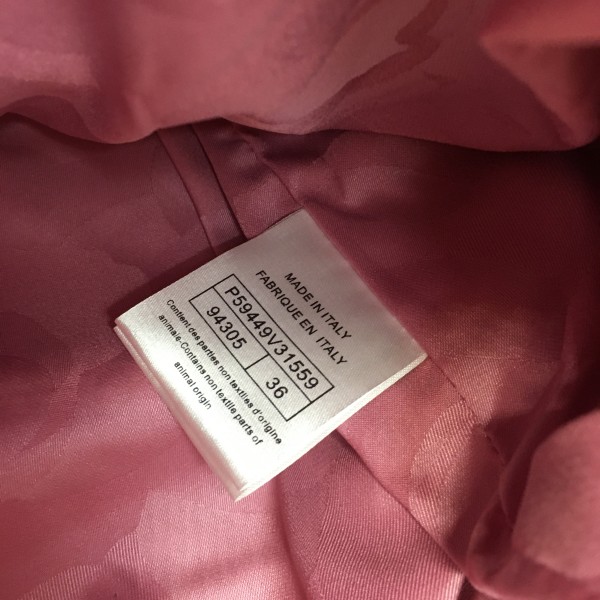 MADE IN ITALY
FABRIQUE EN ITALY
P59449V31559
94305 36
Contient des parties non textiles d'origine
animale-Contains non textile parts of
animal origin